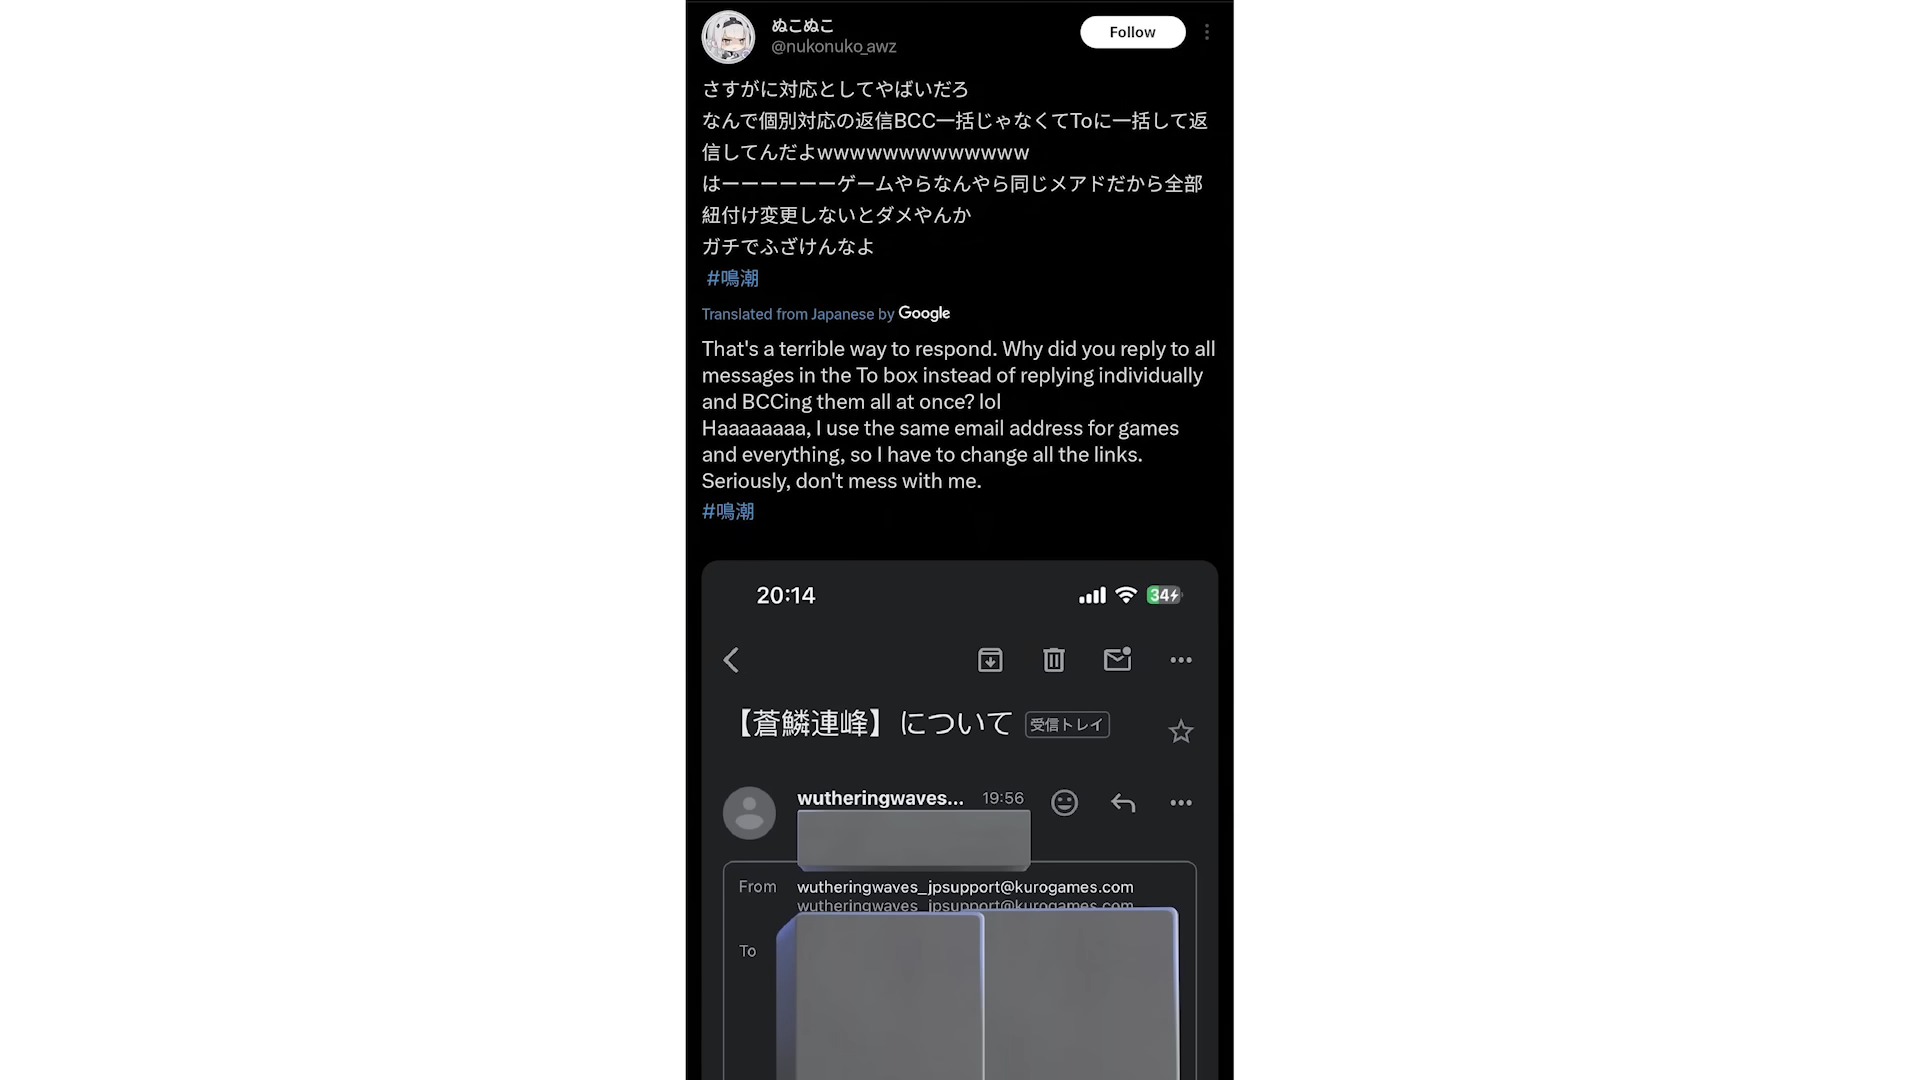 ぬこぬこ
@nukonuko_awz
Follow
さすがに対応としてやばいだろ
なんで個別対応の返信BCC一括じゃなくてToに一括して返
信してんだよwwwwwwwwwwwww
はーーーーーーゲームやらなんやら同じメアドだから全部
紐付け変更しないとダメやんか
ガチでふざけんなよ
#鳴潮
Translated from Japanese by Google
That's a terrible way to respond. Why did you reply to all
messages in the To box instead of replying individually
and BCCing them all at once? lol
Haaaaaaaa, I use the same email address for games
and everything, so I have to change all the links.
Seriously, don't mess with me.
#鳴潮
20:14
34
【蒼鱗連峰】について 受信トレイ
wutheringwaves... 19:56
From wutheringwaves_jpsupport@kurogames.com
wutheringwaves_jpsupport@kurogames.com
To